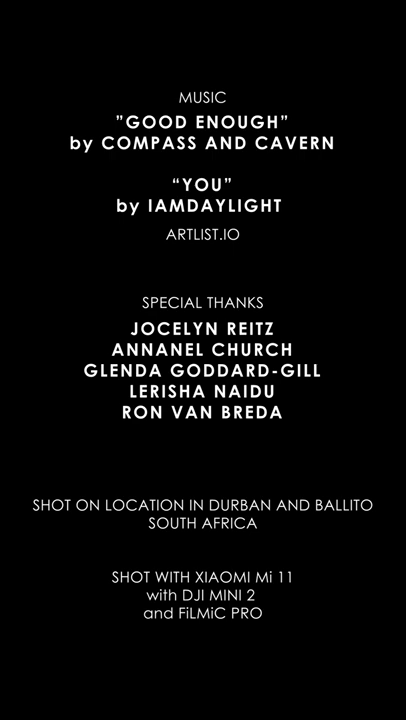 MUSIC
”GOOD ENOUGH”
by COMPASS AND CAVERN
“YOU”
by IAMDAYLIGHT
ARTLIST.IO
SPECIAL THANKS
JOCELYN REITZ
ANNANEL CHURCH
GLENDA GODDARD-GILL
LERISHA NAIDU
RON VAN BREDA
SHOT ON LOCATION IN DURBAN AND BALLITO
SOUTH AFRICA
SHOT WITH XIAOMI Mi 11
with DJI MINI 2
and FiLMiC PRO